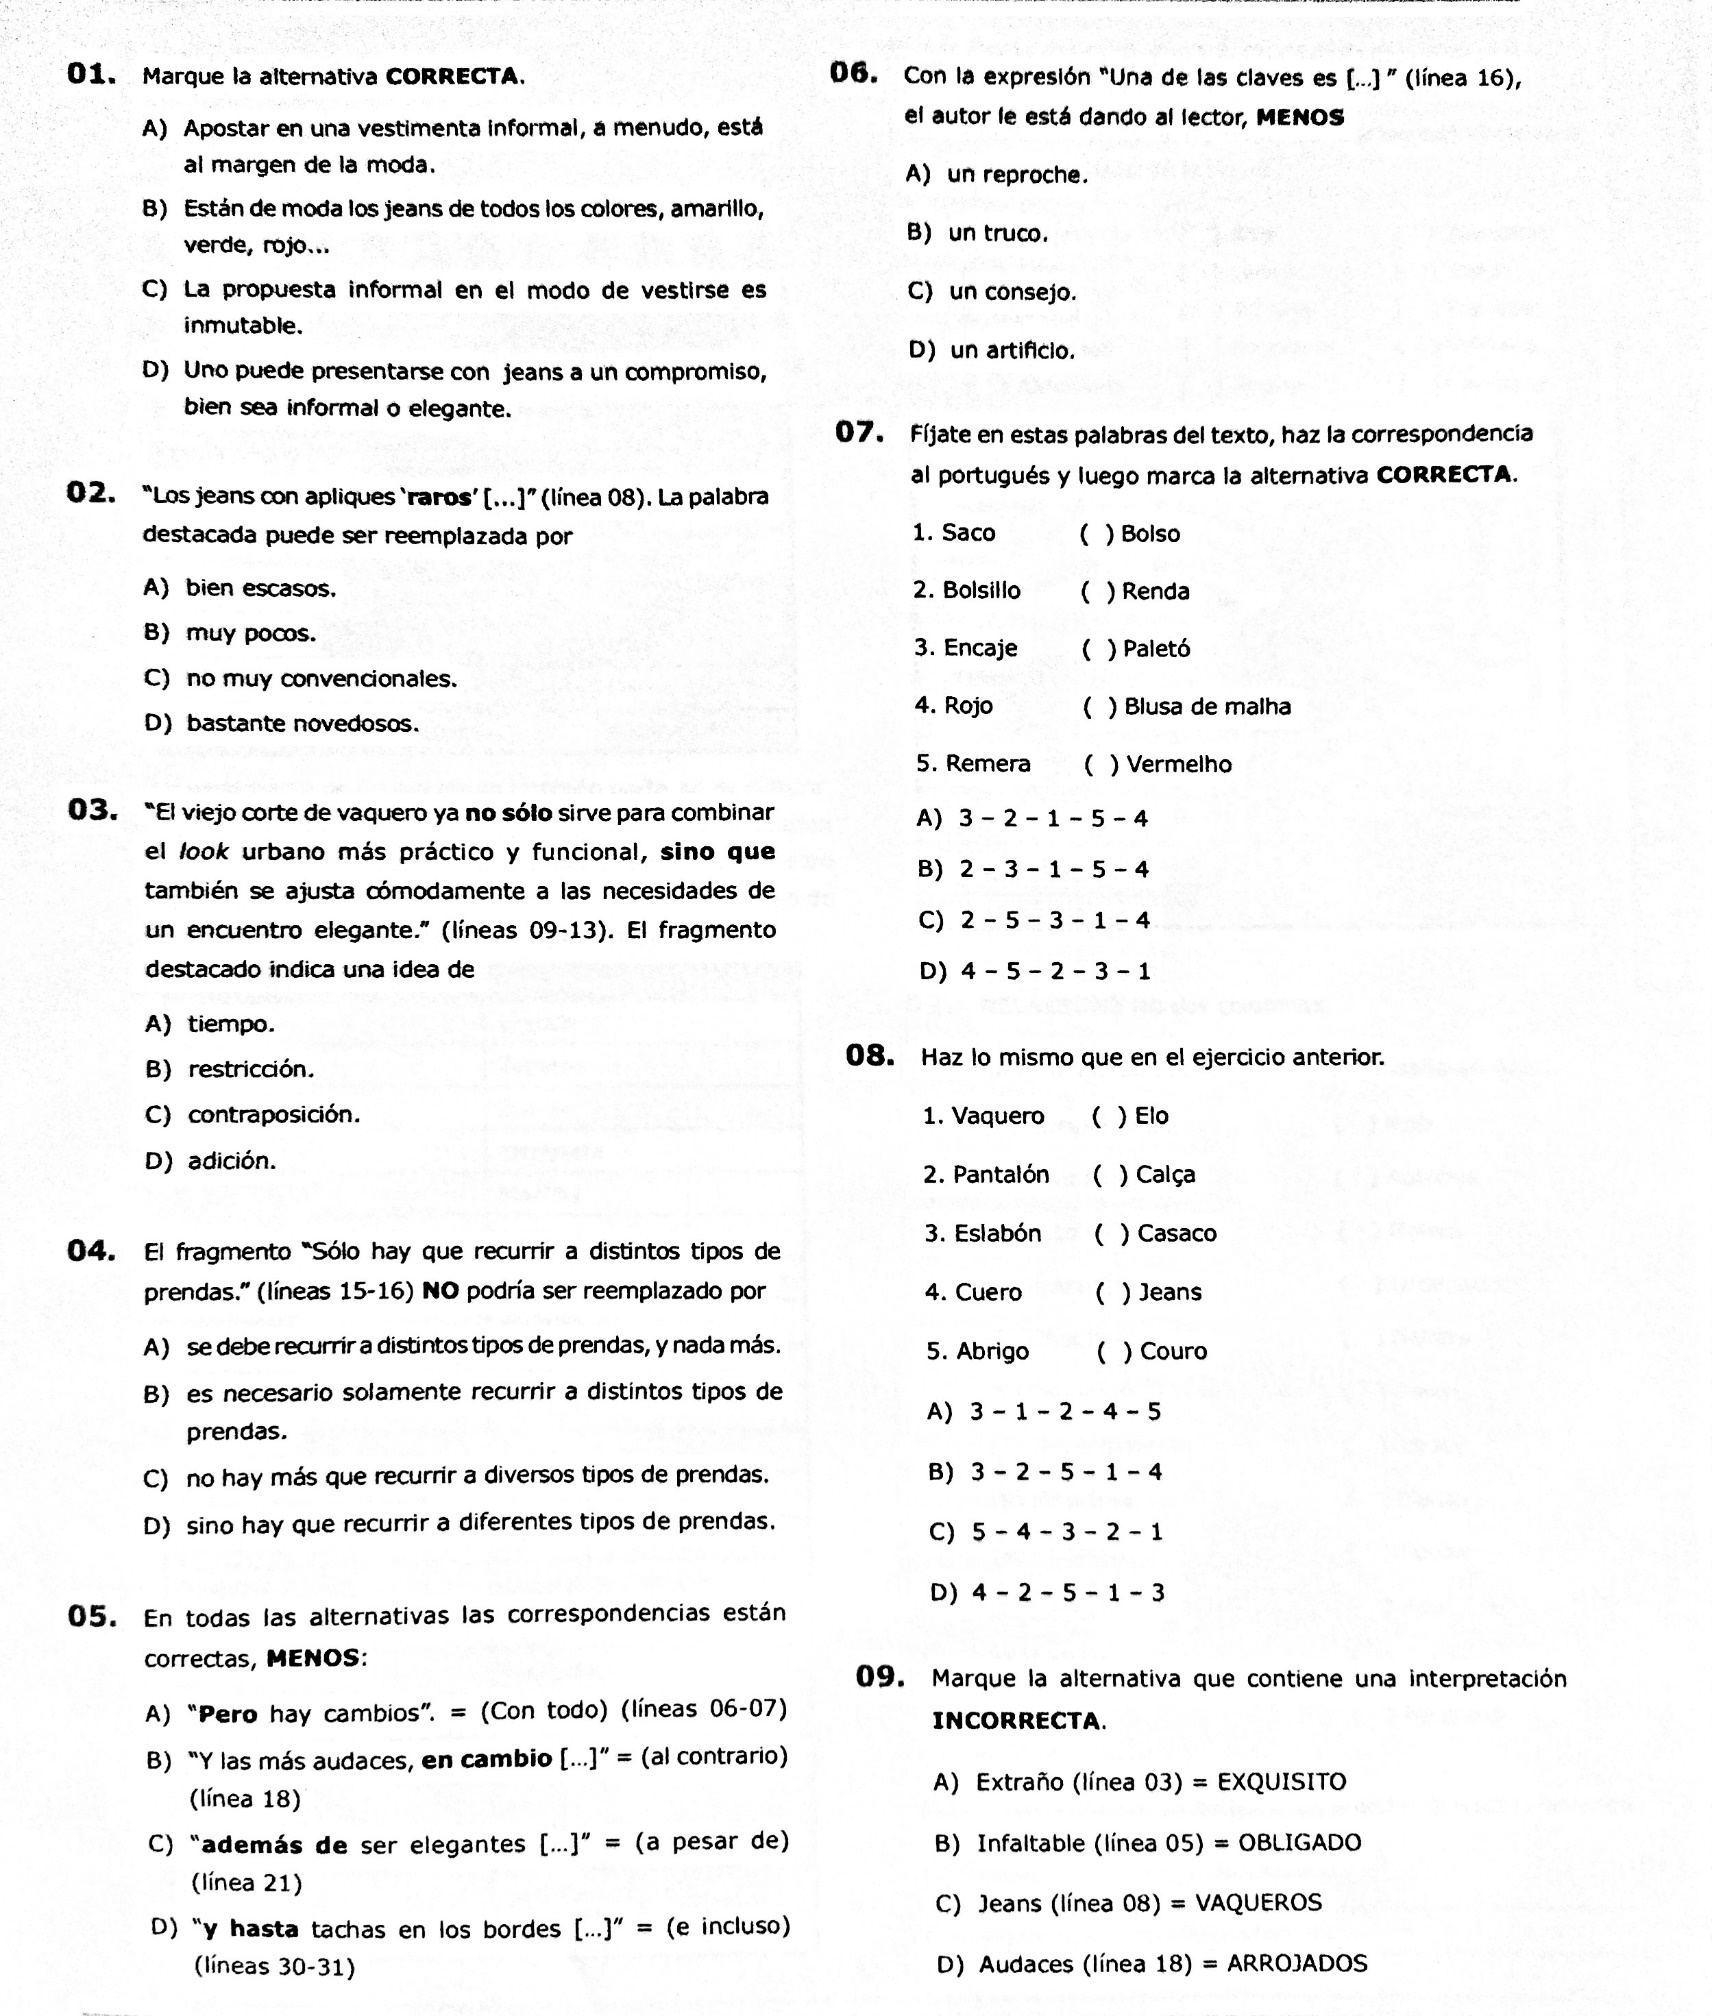 01. Marque la alternativa CORRECTA.
A) Apostar en una vestimenta informal, a menudo, está
al margen de la moda.
B) Están de moda los jeans de todos los colores, amarillo,
verde, rojo...
C) La propuesta informal en el modo de vestirse es
inmutable.
D) Uno puede presentarse con jeans a un compromiso,
bien sea informal o elegante.
02. "Los jeans con apliques 'raros' [...]" (línea 08). La palabra
destacada puede ser reemplazada por
A) bien escasos.
B) muy pocos.
C) no muy convencionales.
D) bastante novedosos.
03. "El viejo corte de vaquero ya no sólo sirve para combinar
el look urbano más práctico y funcional, sino que
también se ajusta cómodamente a las necesidades de
un encuentro elegante." (líneas 09-13). El fragmento
destacado indica una idea de
A) tiempo.
B) restricción.
C) contraposición.
D) adición.
04. El fragmento "Sólo hay que recurrir a distintos tipos de
prendas." (líneas 15-16) NO podría ser reemplazado por
A) se debe recurrir a distintos tipos de prendas, y nada más.
B) es necesario solamente recurrir a distintos tipos de
prendas.
C) no hay más que recurrir a diversos tipos de prendas.
D) sino hay que recurrir a diferentes tipos de prendas.
05. En todas las alternativas las correspondencias están
correctas, MENOS:
A) "Pero hay cambios". = (Con todo) (líneas 06-07)
B) "Y las más audaces, en cambio [...]" = (al contrario)
(línea 18)
C) "además de ser elegantes [...]" = (a pesar de)
(línea 21)
D) "y hasta tachas en los bordes [...]" = (e incluso)
(líneas 30-31)
06. Con la expresión "Una de las claves es [...] " (línea 16),
el autor le está dando al lector, MENOS
A) un reproche.
B) un truco.
C) un consejo.
D) un artificio.
07. Fíjate en estas palabras del texto, haz la correspondencia
al portugués y luego marca la alternativa CORRECTA.
1. Saco ( ) Bolso
2. Bolsillo ( ) Renda
3. Encaje ( ) Paletó
4. Rojo ( ) Blusa de malha
5. Remera ( ) Vermelho
A) 3 – 2 – 1 – 5 – 4
B) 2 – 3 – 1 – 5 – 4
C) 2 – 5 – 3 – 1 – 4
D) 4 – 5 – 2 – 3 – 1
08. Haz lo mismo que en el ejercicio anterior.
1. Vaquero ( ) Elo
2. Pantalón ( ) Calça
3. Eslabón ( ) Casaco
4. Cuero ( ) Jeans
5. Abrigo ( ) Couro
A) 3 – 1 – 2 – 4 – 5
B) 3 – 2 – 5 – 1 – 4
C) 5 – 4 – 3 – 2 – 1
D) 4 – 2 – 5 – 1 – 3
09. Marque la alternativa que contiene una interpretación
INCORRECTA.
A) Extraño (línea 03) = EXQUISITO
B) Infaltable (línea 05) = OBLIGADO
C) Jeans (línea 08) = VAQUEROS
D) Audaces (línea 18) = ARROJADOS